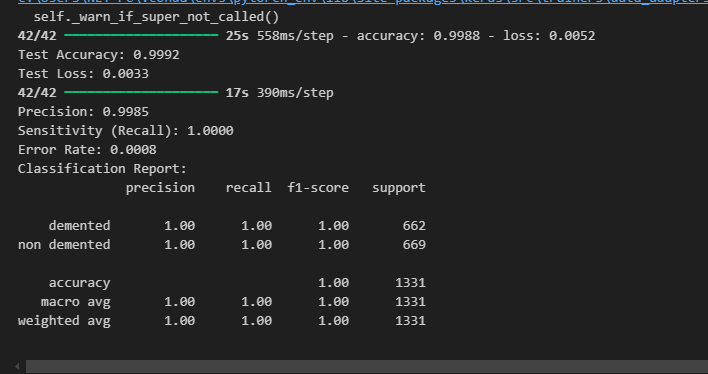 self._warn_if_super_not_called()
42/42 ━━━━━━━━━━━━━━━━━━━━ 25s 558ms/step - accuracy: 0.9988 - loss: 0.0052
Test Accuracy: 0.9992
Test Loss: 0.0033
42/42 ━━━━━━━━━━━━━━━━━━━━ 17s 390ms/step
Precision: 0.9985
Sensitivity (Recall): 1.0000
Error Rate: 0.0008
Classification Report:
precision recall f1-score support
demented 1.00 1.00 1.00 662
non demented 1.00 1.00 1.00 669
accuracy 1.00 1331
macro avg 1.00 1.00 1.00 1331
weighted avg 1.00 1.00 1.00 1331